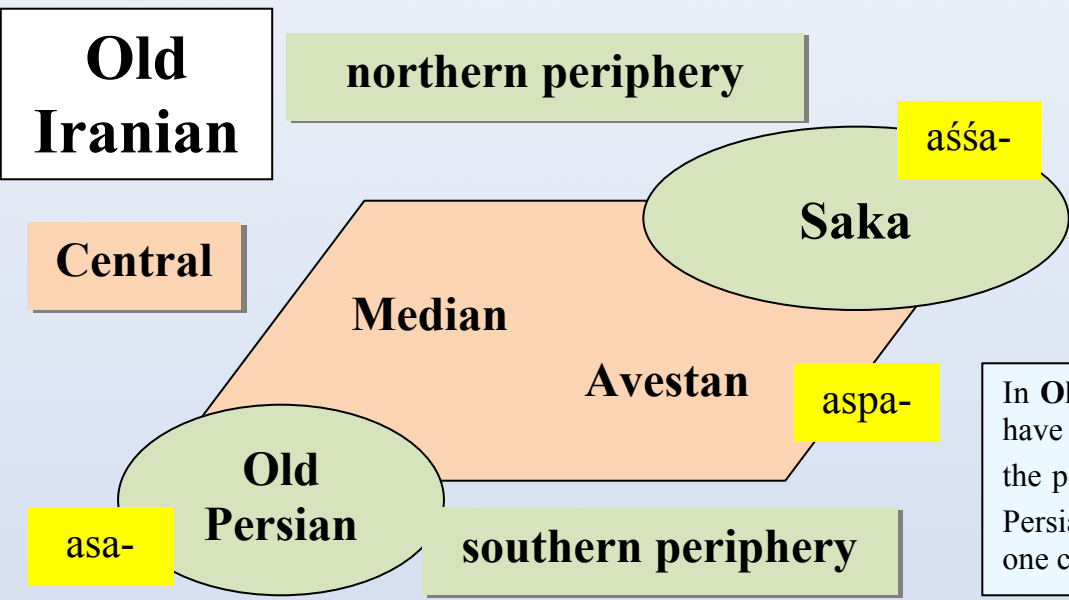 Old
Iranian
northern periphery
aśśa-
Saka
Central
Median
Avestan
aspa-
Old
Persian
asa-
southern periphery
In
have
the
Persia
one